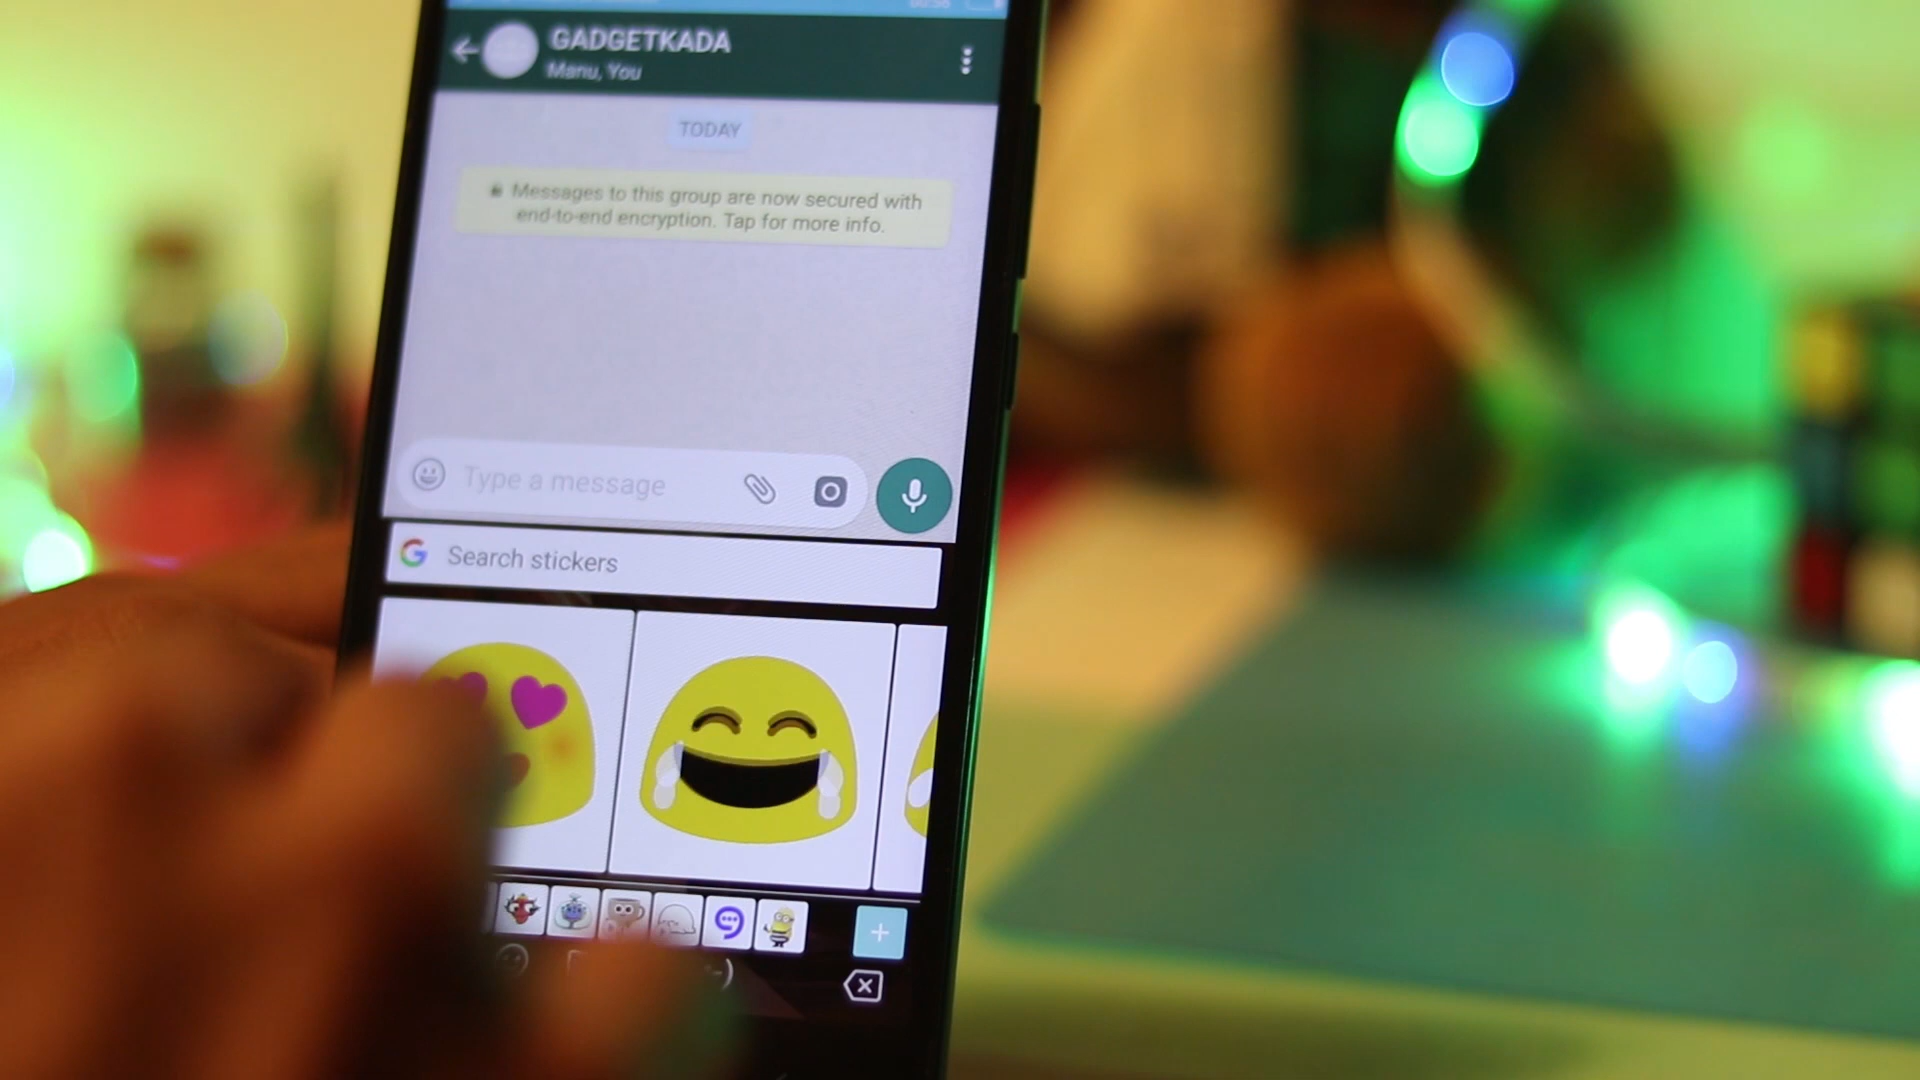 GADGETKADA
Manu, You
TODAY
Messages to this group are now secured with
end-to-end encryption. Tap for more info.
Type a message
G Search stickers